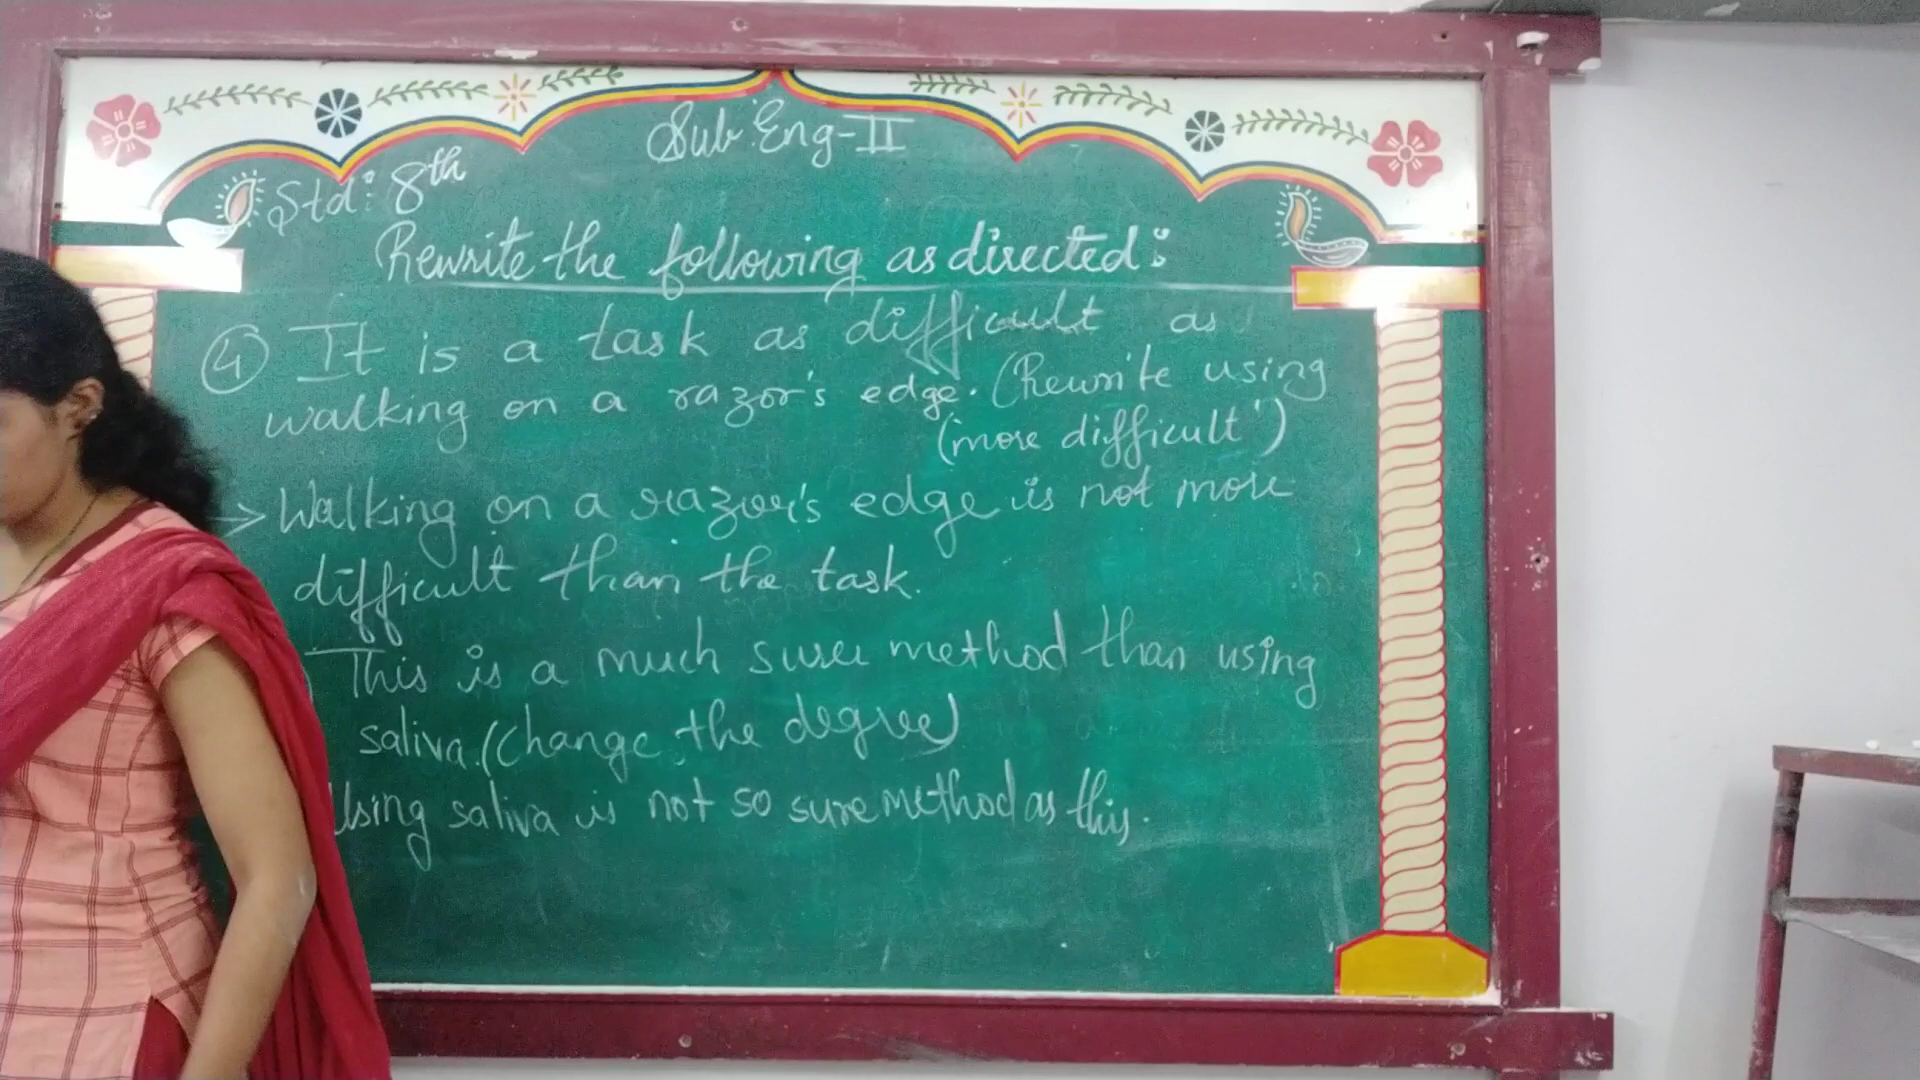 Sub: Eng-II
Std: 8th
Rewrite the following as directed:
④ It is a task as difficult as
walking on a razor's edge. (Rewrite using
(more difficult')
> Walking on a razor's edge is not more
difficult than the task.
) This is a much surer method than using
saliva. (Change the degree)
Using saliva is not so sure method as this.